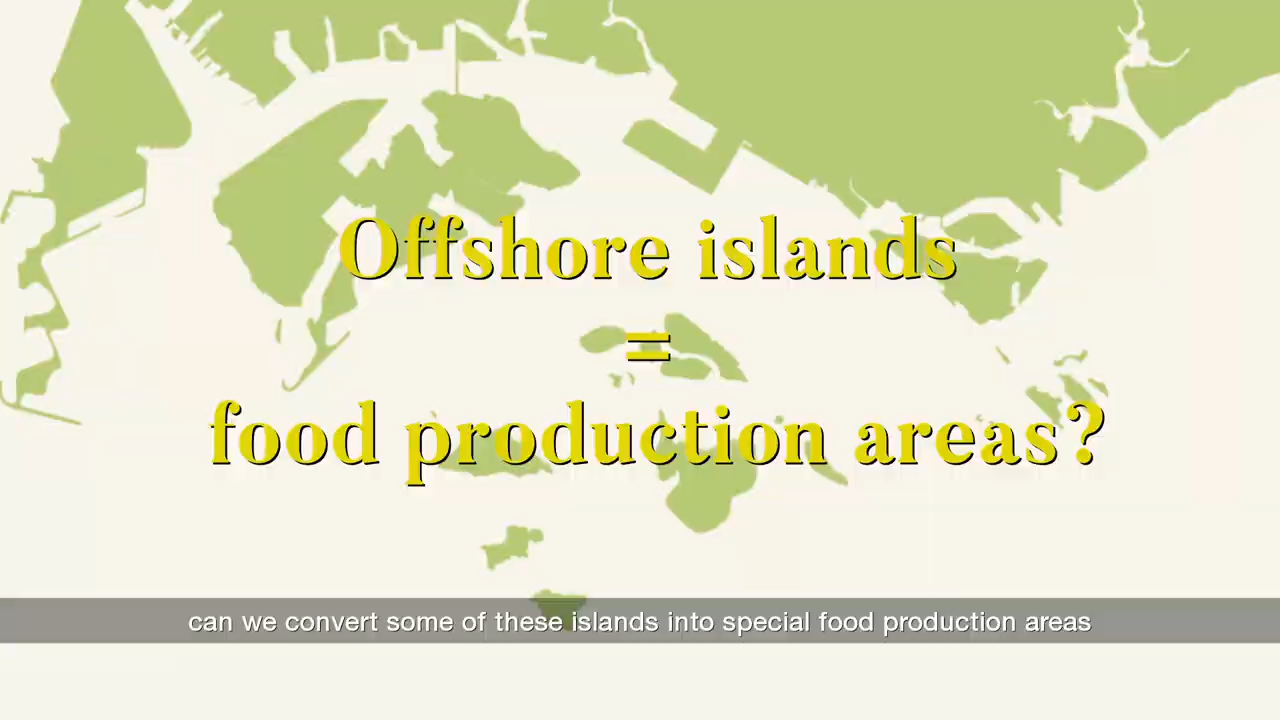 Offshore islands
=
food production areas?
can we convert some of these islands into special food production areas